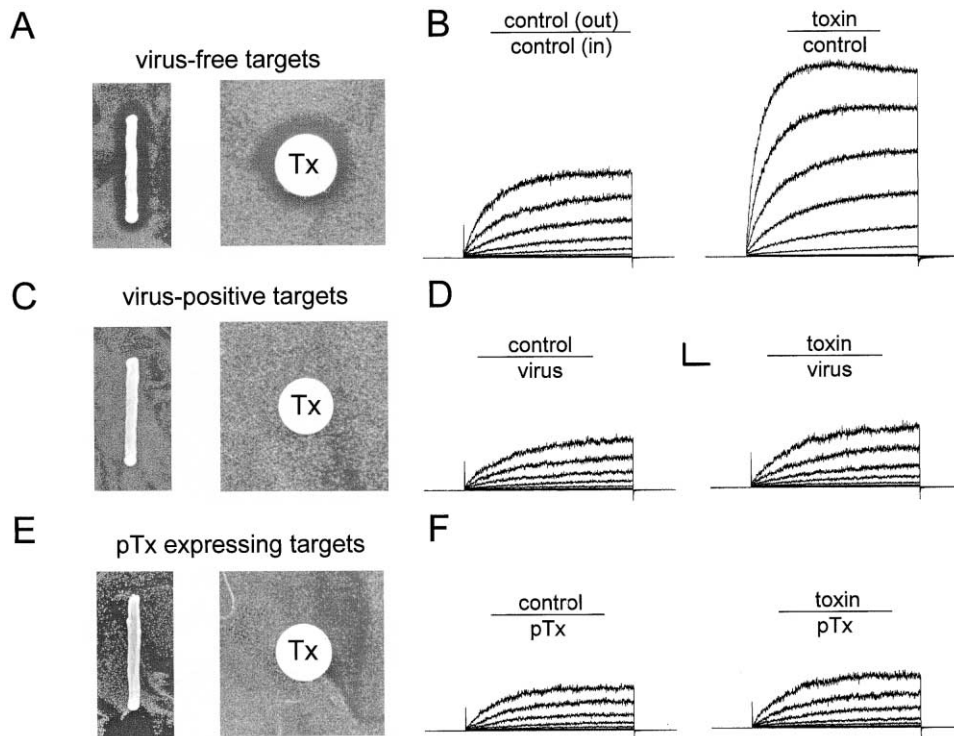 A
virus-free targets
Tx
B
control (out)
control (in)
toxin
control
C
virus-positive targets
Tx
D
control
virus
toxin
virus
E
pTx expressing targets
Tx
F
control
pTx
toxin
pTx